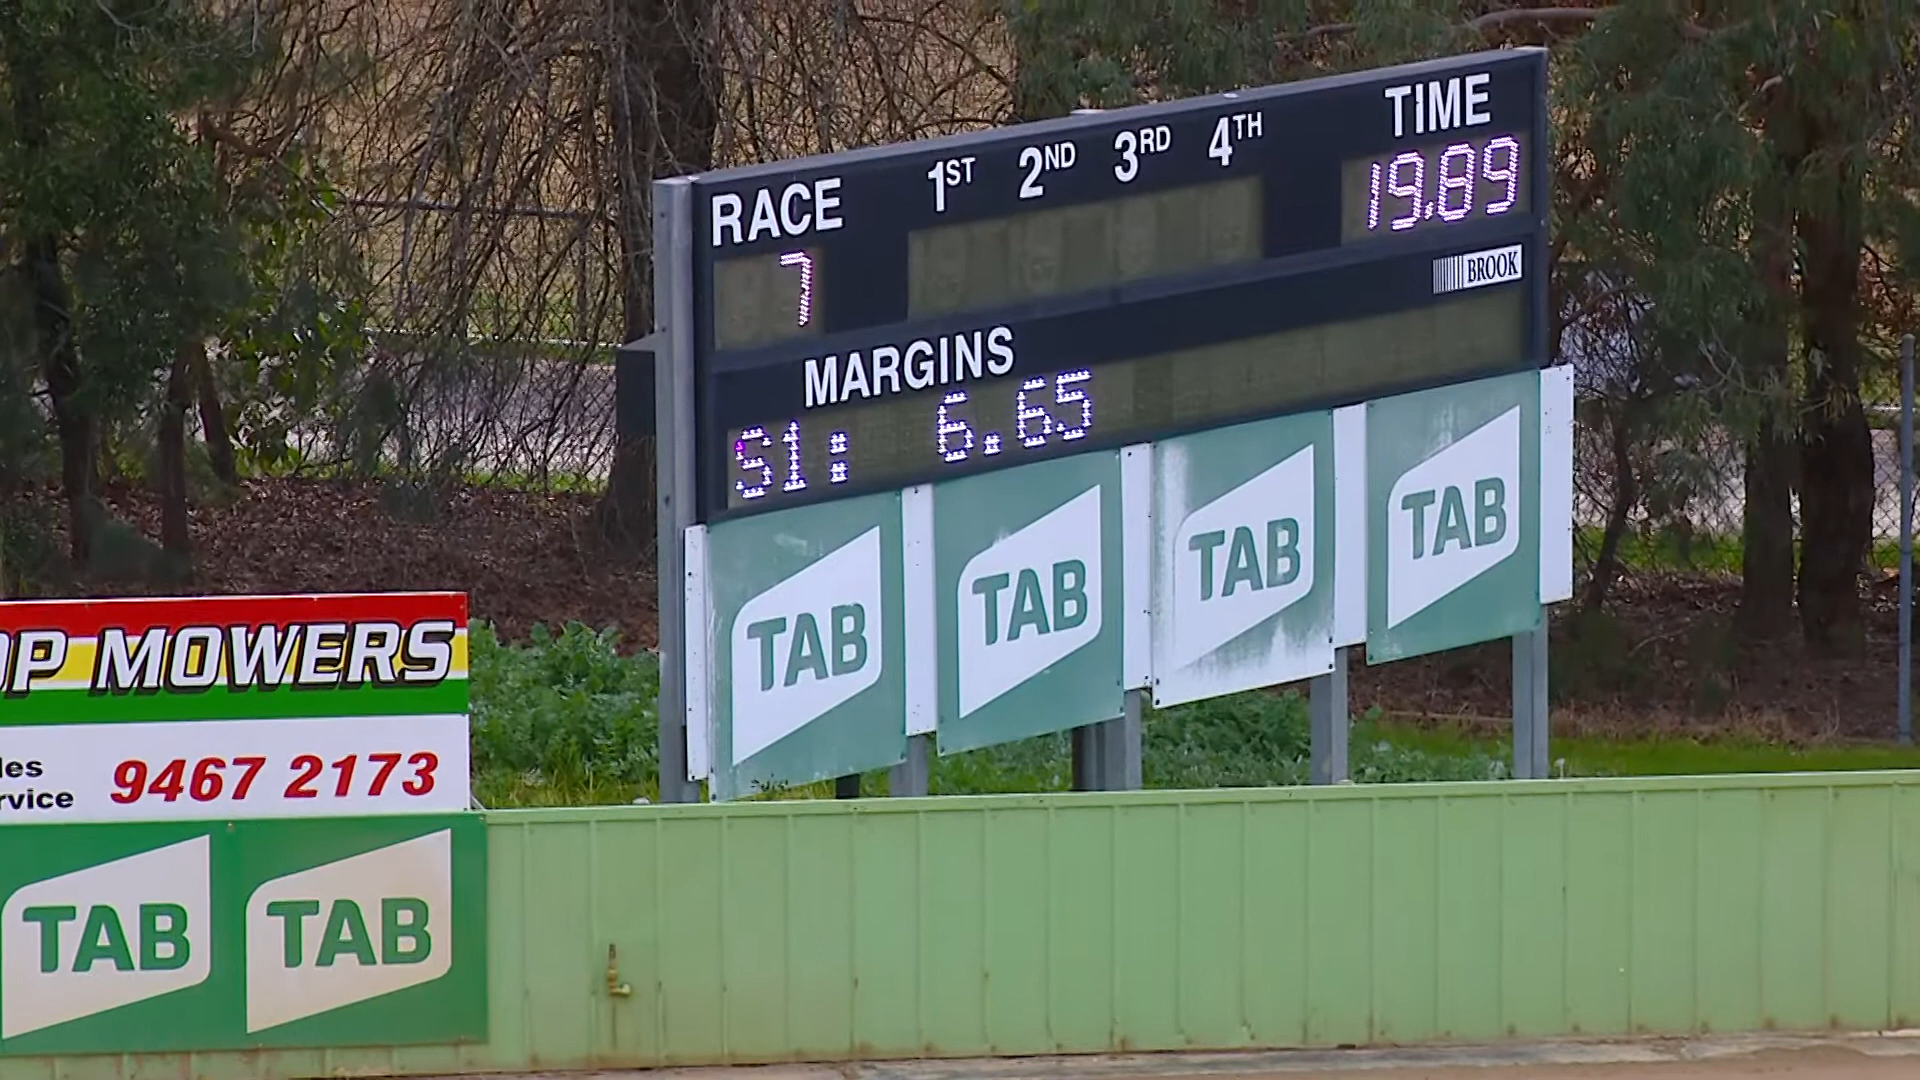 TIME
1ST 2ND 3RD 4TH
19.89
RACE
7
BROOK
MARGINS
S1: 6.65
TAB TAB TAB TAB
OP MOWERS
les
rvice
9467 2173
TAB TAB